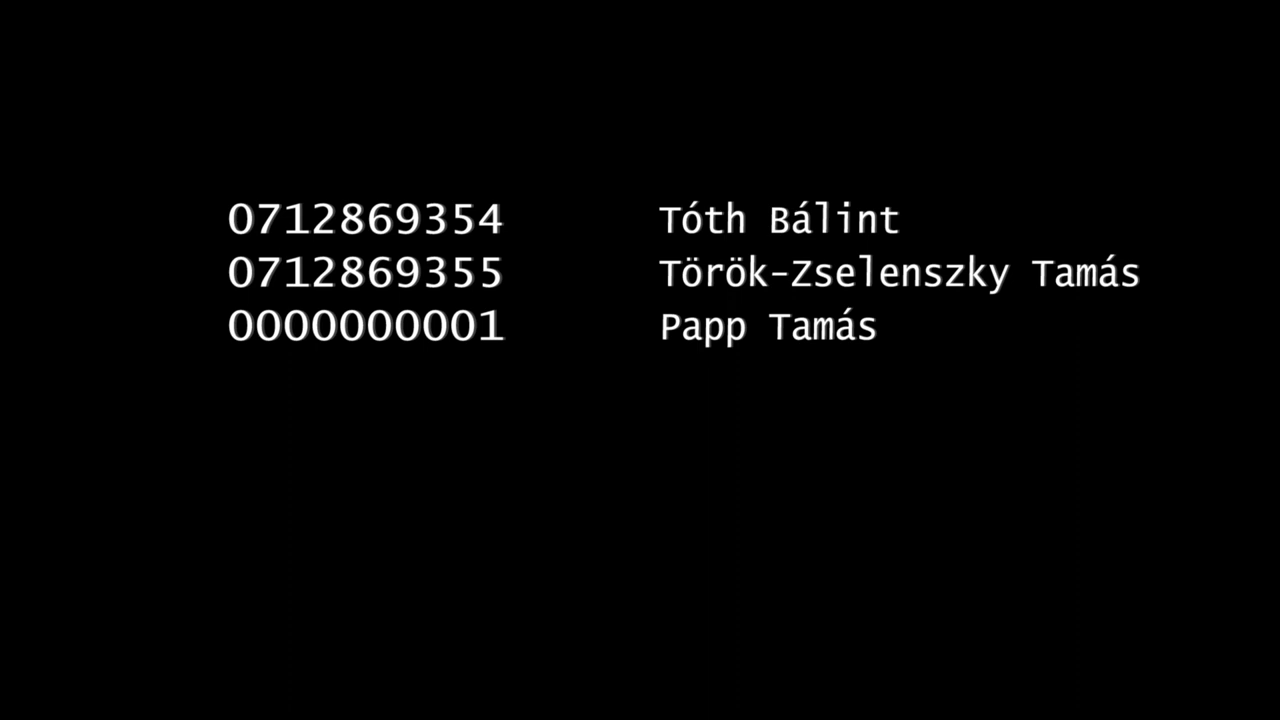 0712869354 Tóth Bálint
0712869355 Török-Zselenszky Tamás
0000000001 Papp Tamás